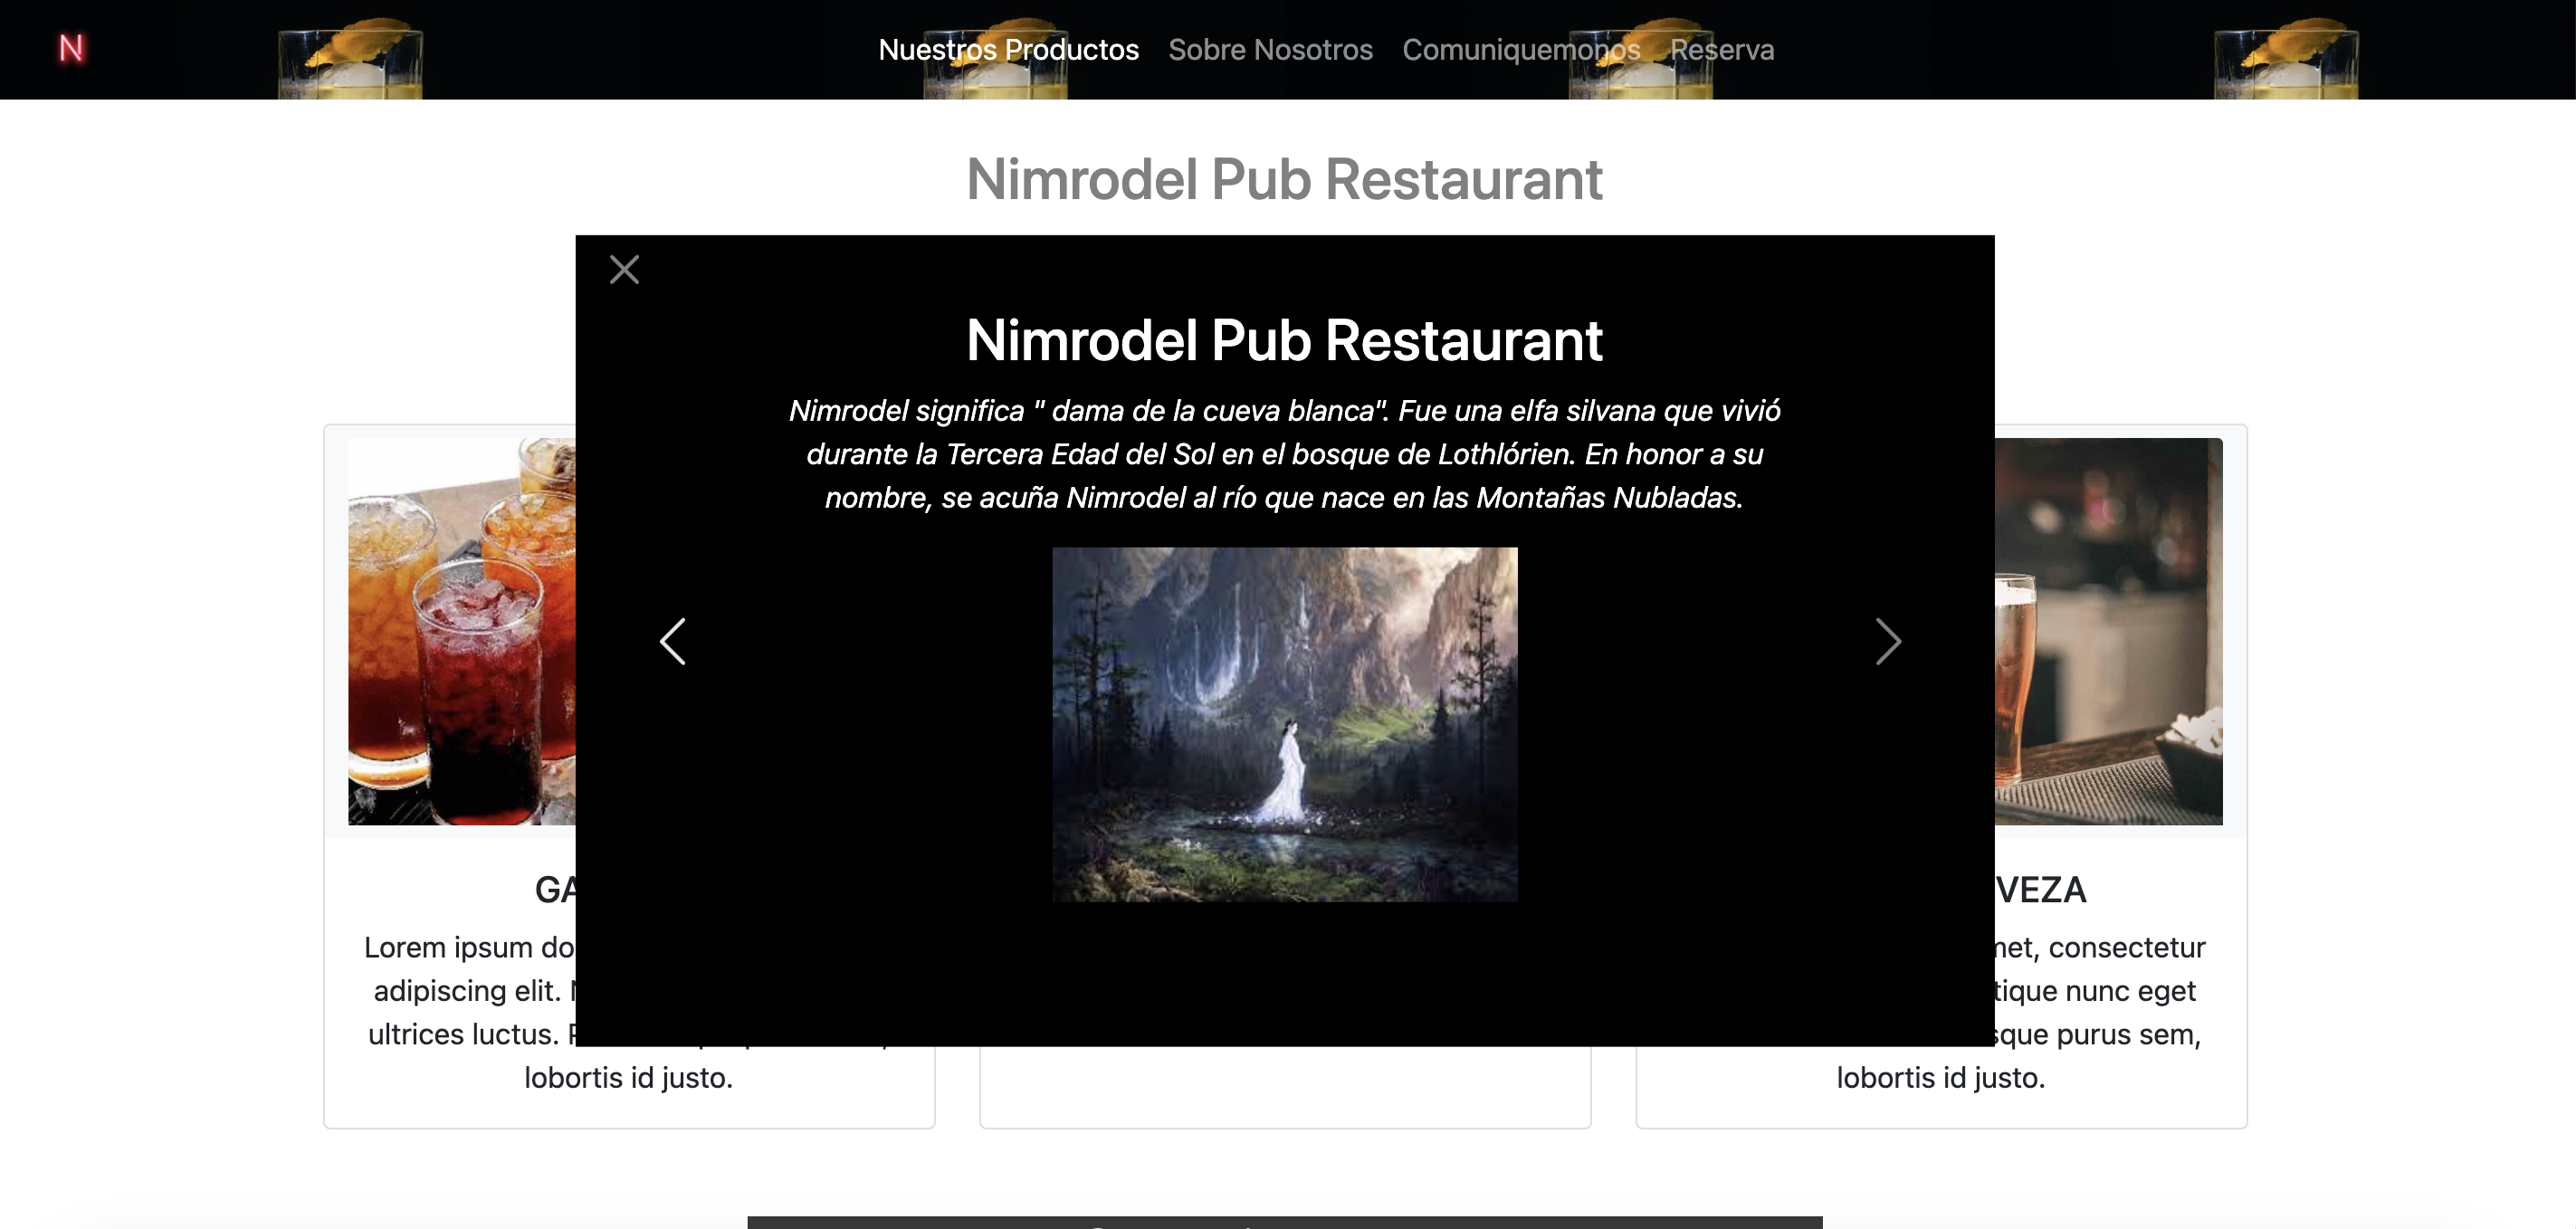 N
Nuestros Productos Sobre Nosotros Comuniquemonos Reserva
Nimrodel Pub Restaurant
Nimrodel Pub Restaurant
Nimrodel significa " dama de la cueva blanca". Fue una elfa silvana que vivió
durante la Tercera Edad del Sol en el bosque de Lothlórien. En honor a su
nombre, se acuña Nimrodel al río que nace en las Montañas Nubladas.
GA
Lorem ipsum do
adipiscing elit.
ultrices luctus.
lobortis id justo.
VEZA
met, consectetur
tique nunc eget
sque purus sem,
lobortis id justo.